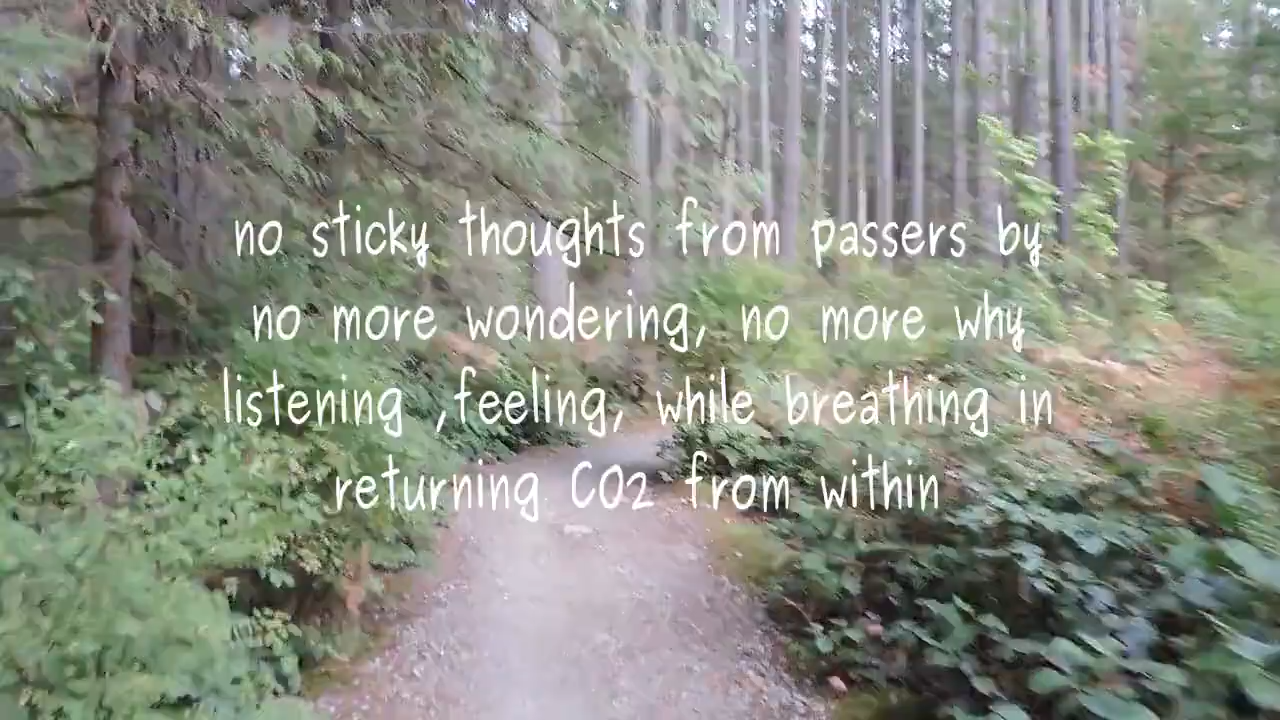 no sticky thoughts from passers by
no more wondering, no more why
listening ,feeling, while breathing in
returning CO2 from within